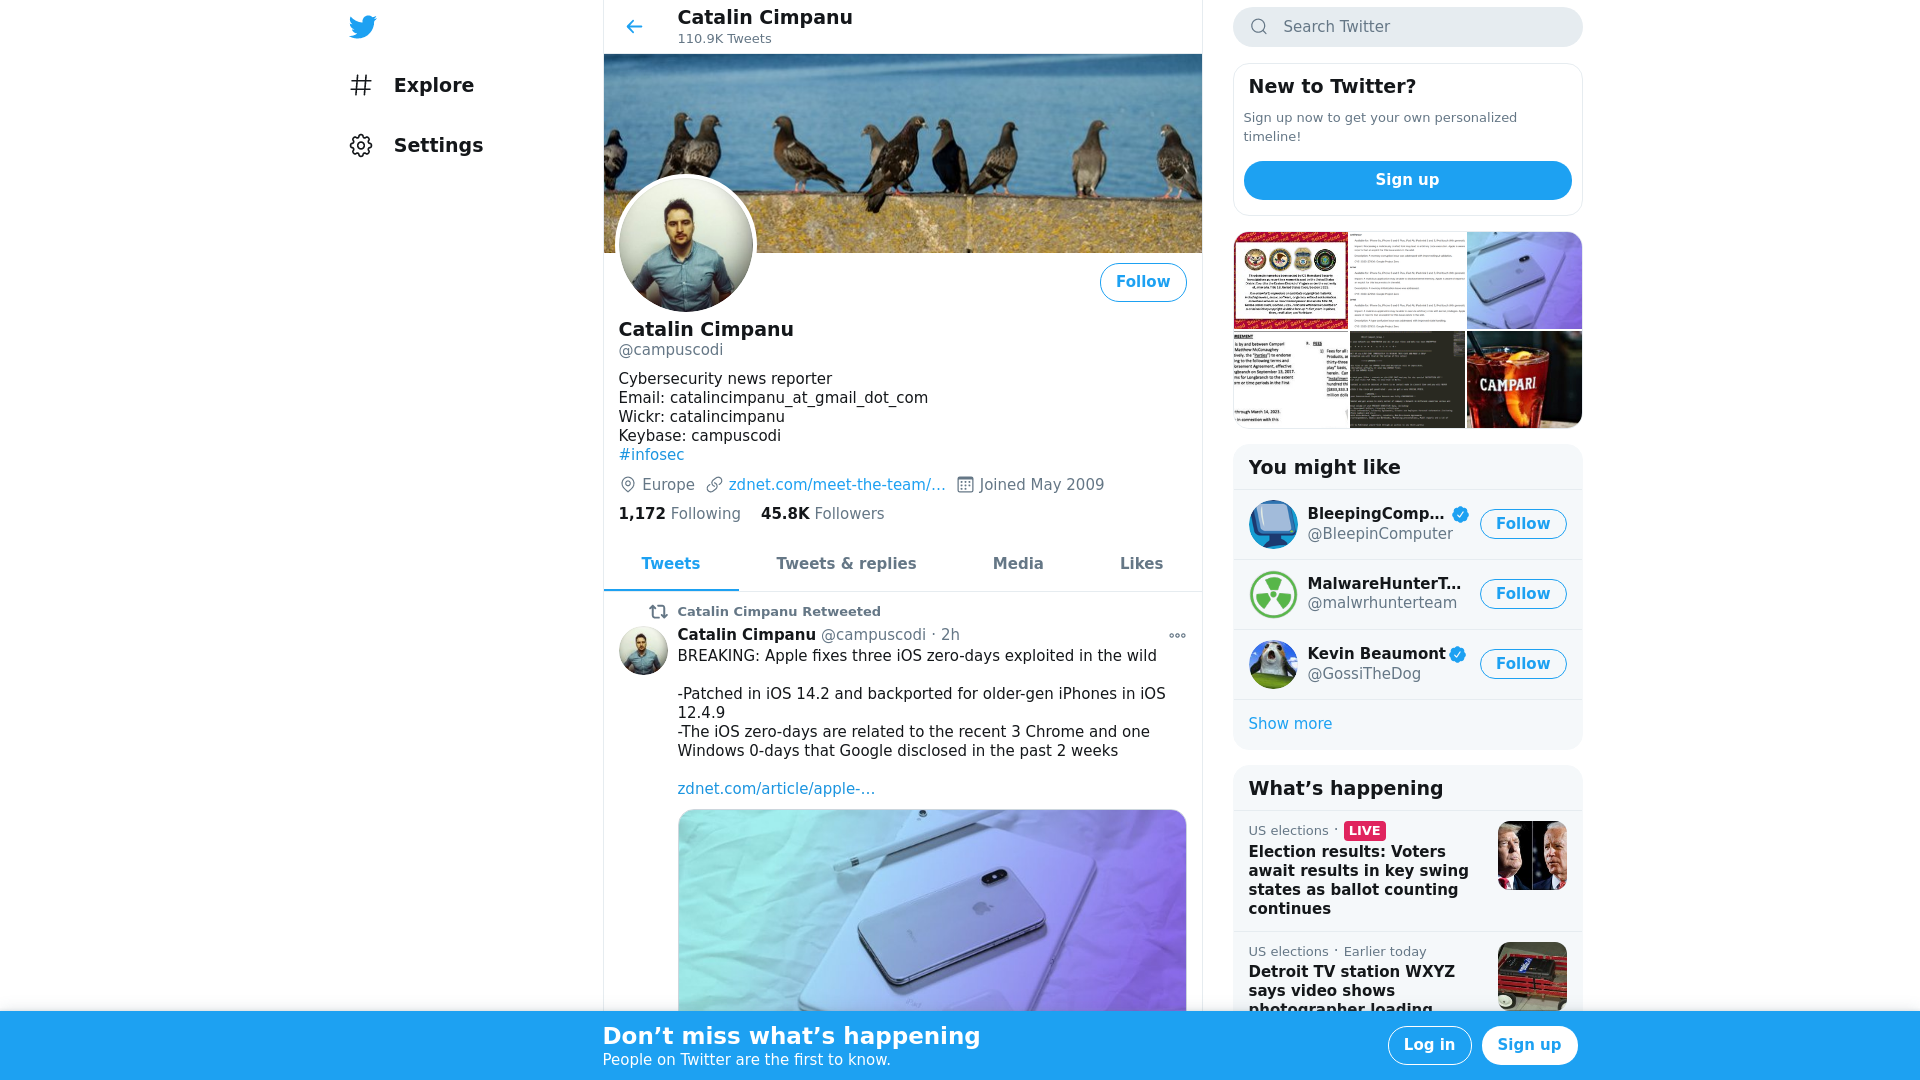 Explore
Settings
Catalin Cimpanu
110.9K Tweets
Follow
Catalin Cimpanu
@campuscodi
Cybersecurity news reporter
Email: catalincimpanu_at_gmail_dot_com
Wickr: catalincimpanu
Keybase: campuscodi
#infosec
Europe zdnet.com/meet-the-team/… Joined May 2009
1,172 Following 45.8K Followers
Tweets Tweets & replies Media Likes
Catalin Cimpanu Retweeted
Catalin Cimpanu @campuscodi · 2h
BREAKING: Apple fixes three iOS zero-days exploited in the wild
-Patched in iOS 14.2 and backported for older-gen iPhones in iOS
12.4.9
-The iOS zero-days are related to the recent 3 Chrome and one
Windows 0-days that Google disclosed in the past 2 weeks
zdnet.com/article/apple-…
Search Twitter
New to Twitter?
Sign up now to get your own personalized
timeline!
Sign up
CAMPARI
You might like
BleepingComp…
@BleepinComputer
Follow
MalwareHunterT…
@malwrhunterteam
Follow
Kevin Beaumont
@GossiTheDog
Follow
Show more
What’s happening
US elections · LIVE
Election results: Voters
await results in key swing
states as ballot counting
continues
US elections · Earlier today
Detroit TV station WXYZ
says video shows
photographer loading
Don’t miss what’s happening
People on Twitter are the first to know.
Log in
Sign up